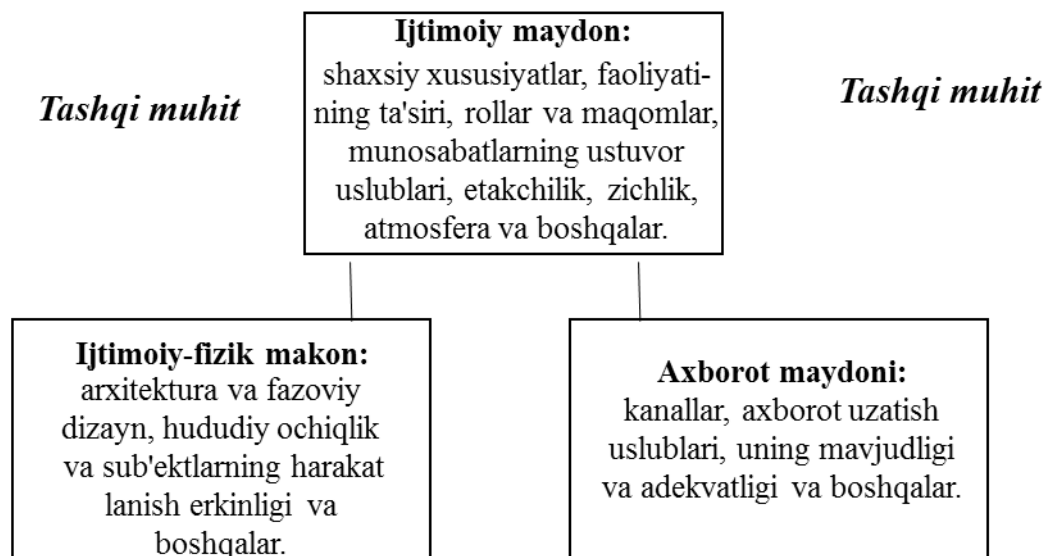 Ijtimoiy maydon:
shaxsiy xususiyatlar, faoliyati-
ning ta'siri, rollar va maqomlar,
munosabatlarning ustuvor
uslublari, etakchilik, zichlik,
atmosfera va boshqalar.
Tashqi muhit
Tashqi muhit
Ijtimoiy-fizik makon:
arxitektura va fazoviy
dizayn, hududiy ochiqlik
va sub'ektlarning harakat
lanish erkinligi va
boshqalar.
Axborot maydoni:
kanallar, axborot uzatish
uslublari, uning mavjudligi
va adekvatligi va boshqalar.